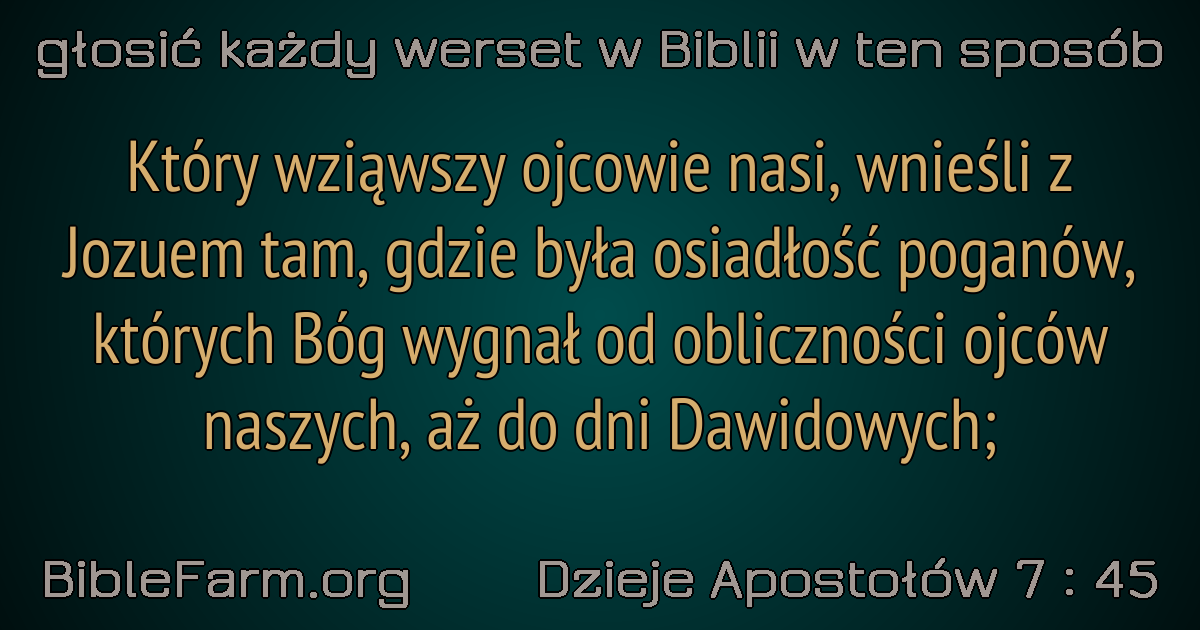 głosić każdy werset w Biblii w ten sposób
Który wziąwszy ojcowie nasi, wnieśli z
Jozuem tam, gdzie była osiadłość poganów,
których Bóg wygnał od obliczności ojców
naszych, aż do dni Dawidowych;
BibleFarm.org
Dzieje Apostołów 7 : 45